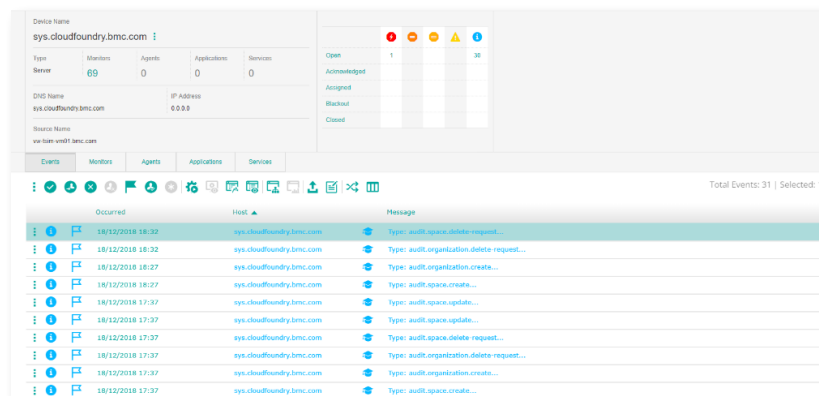 Device Name
sys.cloudfoundry.bmc.com
Type Monitors Agents Applications Services
Server 69 0 0 0
DNS Name IP Address
sys.cloudfoundry.bmc.com 0.0.0.0
Source Name
vw-tsim-vm01.bmc.com
Open 1 30
Acknowledged
Assigned
Blackout
Closed
Events Monitors Agents Applications Services
Total Events: 31 | Selected:
Occurred Host Message
18/12/2018 18:32 sys.cloudfoundry.bmc.com Type: audit.space.delete-request...
18/12/2018 18:32 sys.cloudfoundry.bmc.com Type: audit.organization.delete-request...
18/12/2018 18:27 sys.cloudfoundry.bmc.com Type: audit.organization.create...
18/12/2018 18:27 sys.cloudfoundry.bmc.com Type: audit.space.create...
18/12/2018 17:37 sys.cloudfoundry.bmc.com Type: audit.space.update...
18/12/2018 17:37 sys.cloudfoundry.bmc.com Type: audit.space.update...
18/12/2018 17:37 sys.cloudfoundry.bmc.com Type: audit.space.delete-request...
18/12/2018 17:37 sys.cloudfoundry.bmc.com Type: audit.organization.delete-request...
18/12/2018 17:37 sys.cloudfoundry.bmc.com Type: audit.organization.create...
18/12/2018 17:37 sys.cloudfoundry.bmc.com Type: audit.space.create...